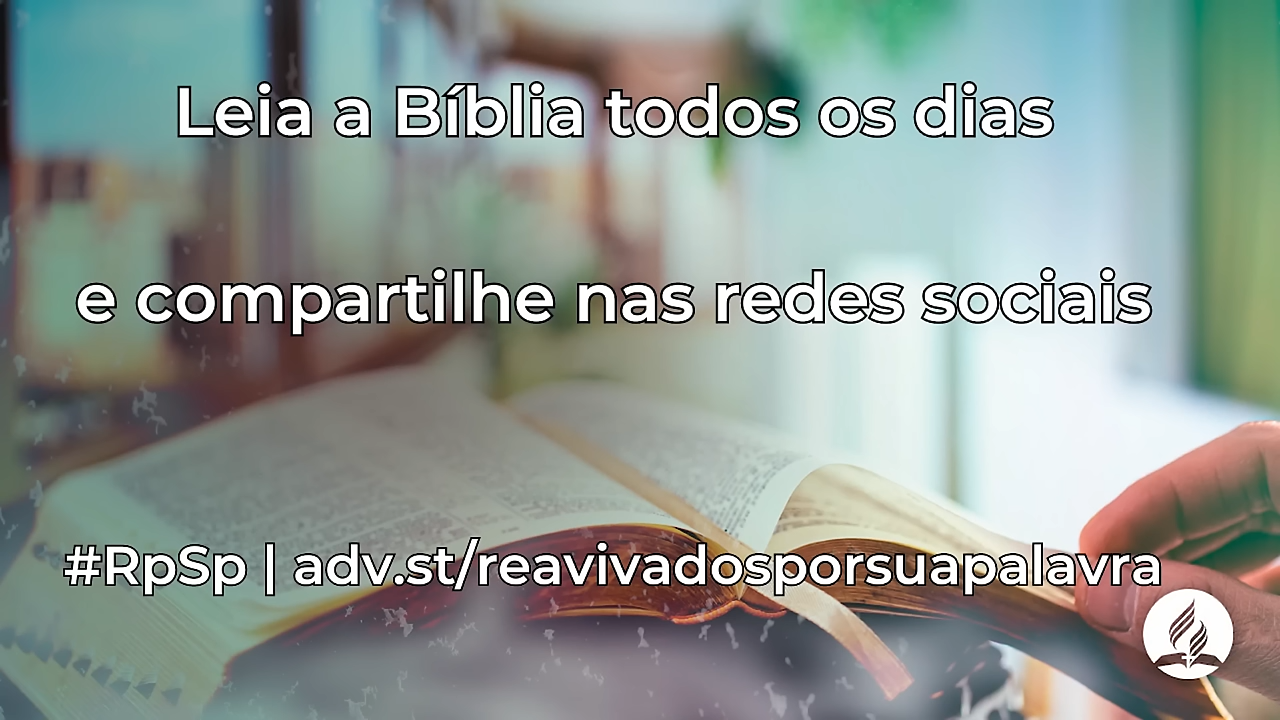 Leia a Bíblia todos os dias
e compartilhe nas redes sociais
#RpSp | adv.st/reavivadosporsuapalavra